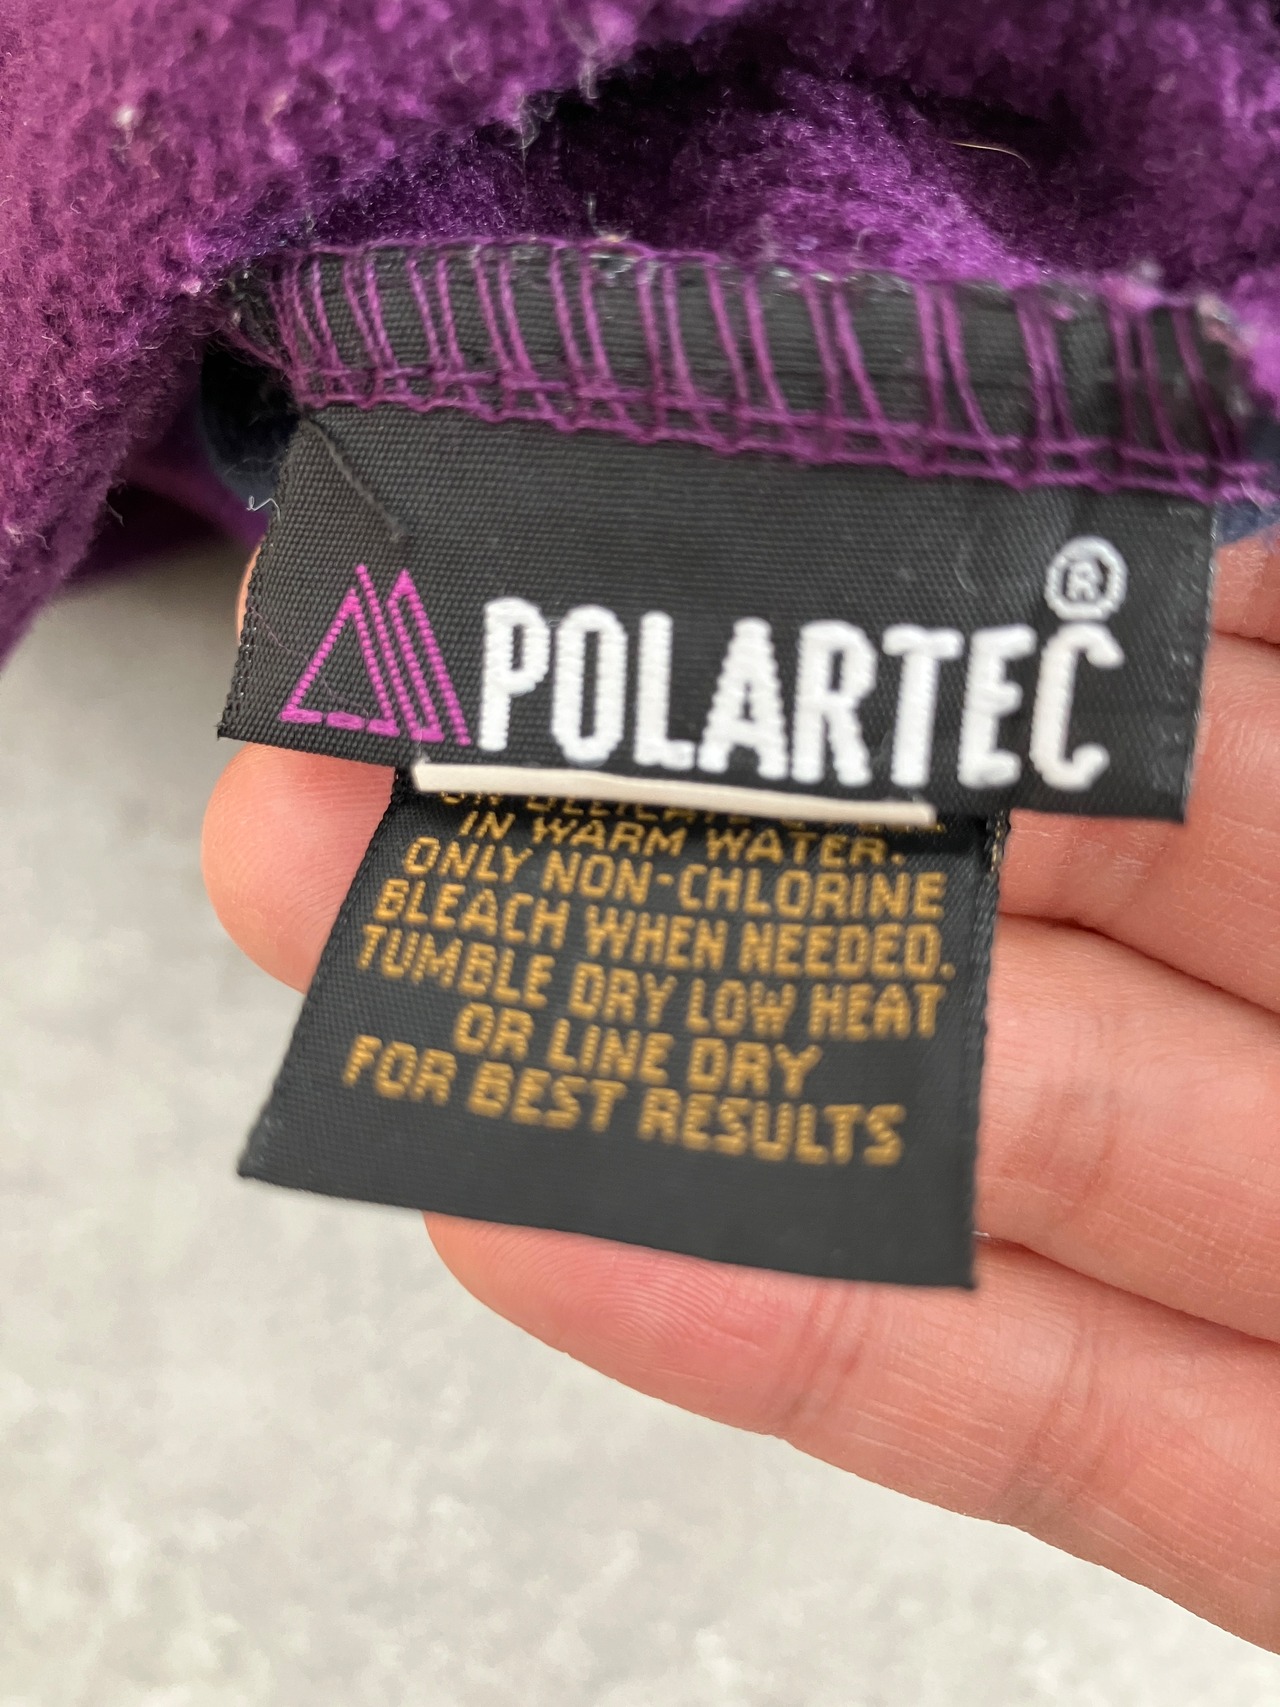 POLARTEC®
IN WARM WATER.
ONLY NON-CHLORINE
BLEACH WHEN NEEDED.
TUMBLE DRY LOW HEAT
OR LINE DRY
FOR BEST RESULTS